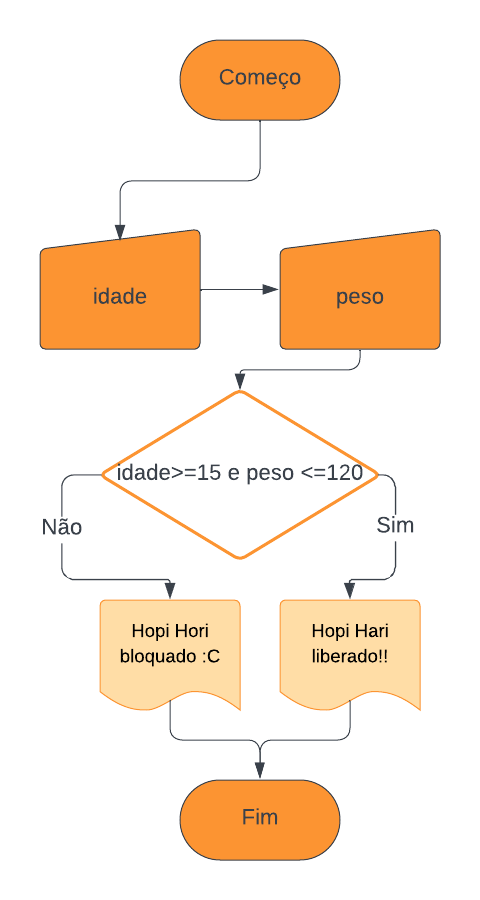 Começo
idade
peso
idade>=15 e peso <=120
Não
Sim
Hopi Hori
bloquado :C
Hopi Hari
liberado!!
Fim